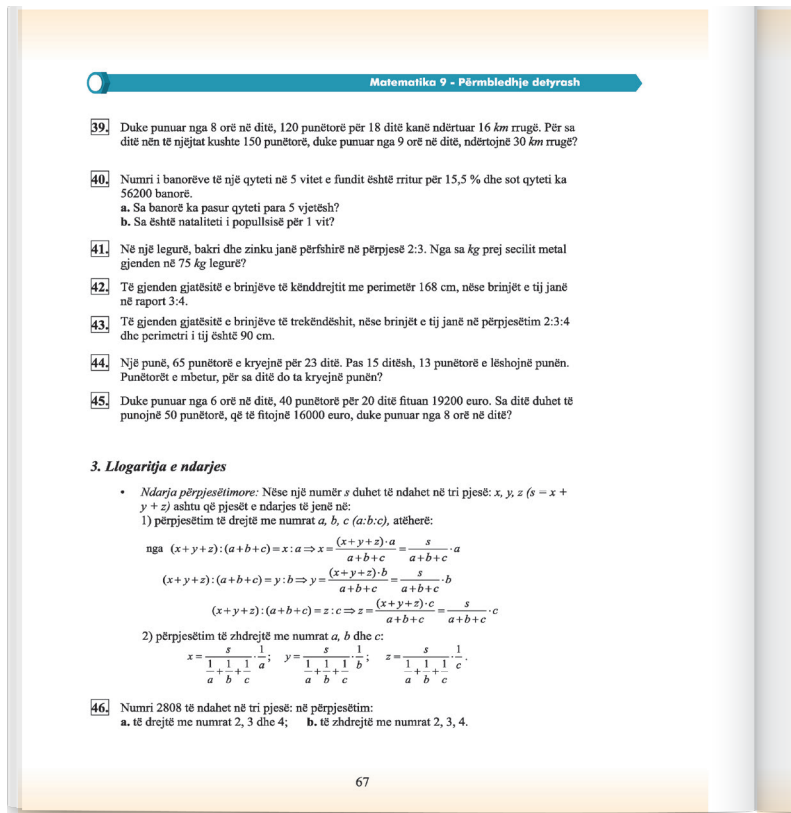 Matematika 9 - Përmbledhje detyrash
39. Duke punuar nga 8 orë në ditë, 120 punëtorë për 18 ditë kanë ndërtuar 16 km rrugë. Për sa
ditë nën të njëjtat kushte 150 punëtorë, duke punuar nga 9 orë në ditë, ndërtojnë 30 km rrugë?
40. Numri i banorëve të një qyteti në 5 vitet e fundit është rritur për 15,5 % dhe sot qyteti ka
56200 banorë.
a. Sa banorë ka pasur qyteti para 5 vjetësh?
b. Sa është nataliteti i popullsisë për 1 vit?
41. Në një legurë, bakri dhe zinku janë përfshirë në përpjesë 2:3. Nga sa kg prej secilit metal
gjenden në 75 kg legurë?
42. Të gjenden gjatësitë e brinjëve të kënddrejtit me perimetër 168 cm, nëse brinjët e tij janë
në raport 3:4.
43. Të gjenden gjatësitë e brinjëve të trekëndëshit, nëse brinjët e tij janë në përpjesëtim 2:3:4
dhe perimetri i tij është 90 cm.
44. Një punë, 65 punëtorë e kryejnë për 23 ditë. Pas 15 ditësh, 13 punëtorë e lëshojnë punën.
Punëtorët e mbetur, për sa ditë do ta kryejnë punën?
45. Duke punuar nga 6 orë në ditë, 40 punëtorë për 20 ditë fituan 19200 euro. Sa ditë duhet të
punojnë 50 punëtorë, që të fitojnë 16000 euro, duke punuar nga 8 orë në ditë?
3. Llogaritja e ndarjes
• Ndarja përpjesëtimore: Nëse një numër s duhet të ndahet në tri pjesë: x, y, z (s = x +
y + z) ashtu që pjesët e ndarjes të jenë në:
1) përpjesëtim të drejtë me numrat a, b, c (a:b:c), atëherë:
nga (x+y+z):(a+b+c)=x:a⇒x=(x+y+z)·a/a+b+c=s/a+b+c·a
(x+y+z):(a+b+c)=y:b⇒y=(x+y+z)·b/a+b+c=s/a+b+c·b
(x+y+z):(a+b+c)=z:c⇒z=(x+y+z)·c/a+b+c=s/a+b+c·c
2) përpjesëtim të zhdrejtë me numrat a, b dhe c:
x=s/(1/a+1/b+1/c)·1/a; y=s/(1/a+1/b+1/c)·1/b; z=s/(1/a+1/b+1/c)·1/c.
46. Numri 2808 të ndahet në tri pjesë: në përpjesëtim:
a. të drejtë me numrat 2, 3 dhe 4; b. të zhdrejtë me numrat 2, 3, 4.
67